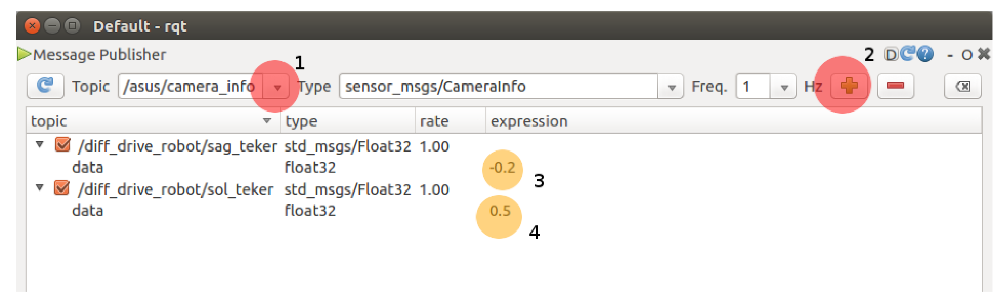 Default - rqt
Message Publisher
1
2 D - O
Topic /asus/camera_info Type sensor_msgs/CameraInfo Freq. 1 Hz
topic type rate expression
/diff_drive_robot/sag_teker std_msgs/Float32 1.00
data float32 -0.2
3
/diff_drive_robot/sol_teker std_msgs/Float32 1.00
data float32 0.5
4